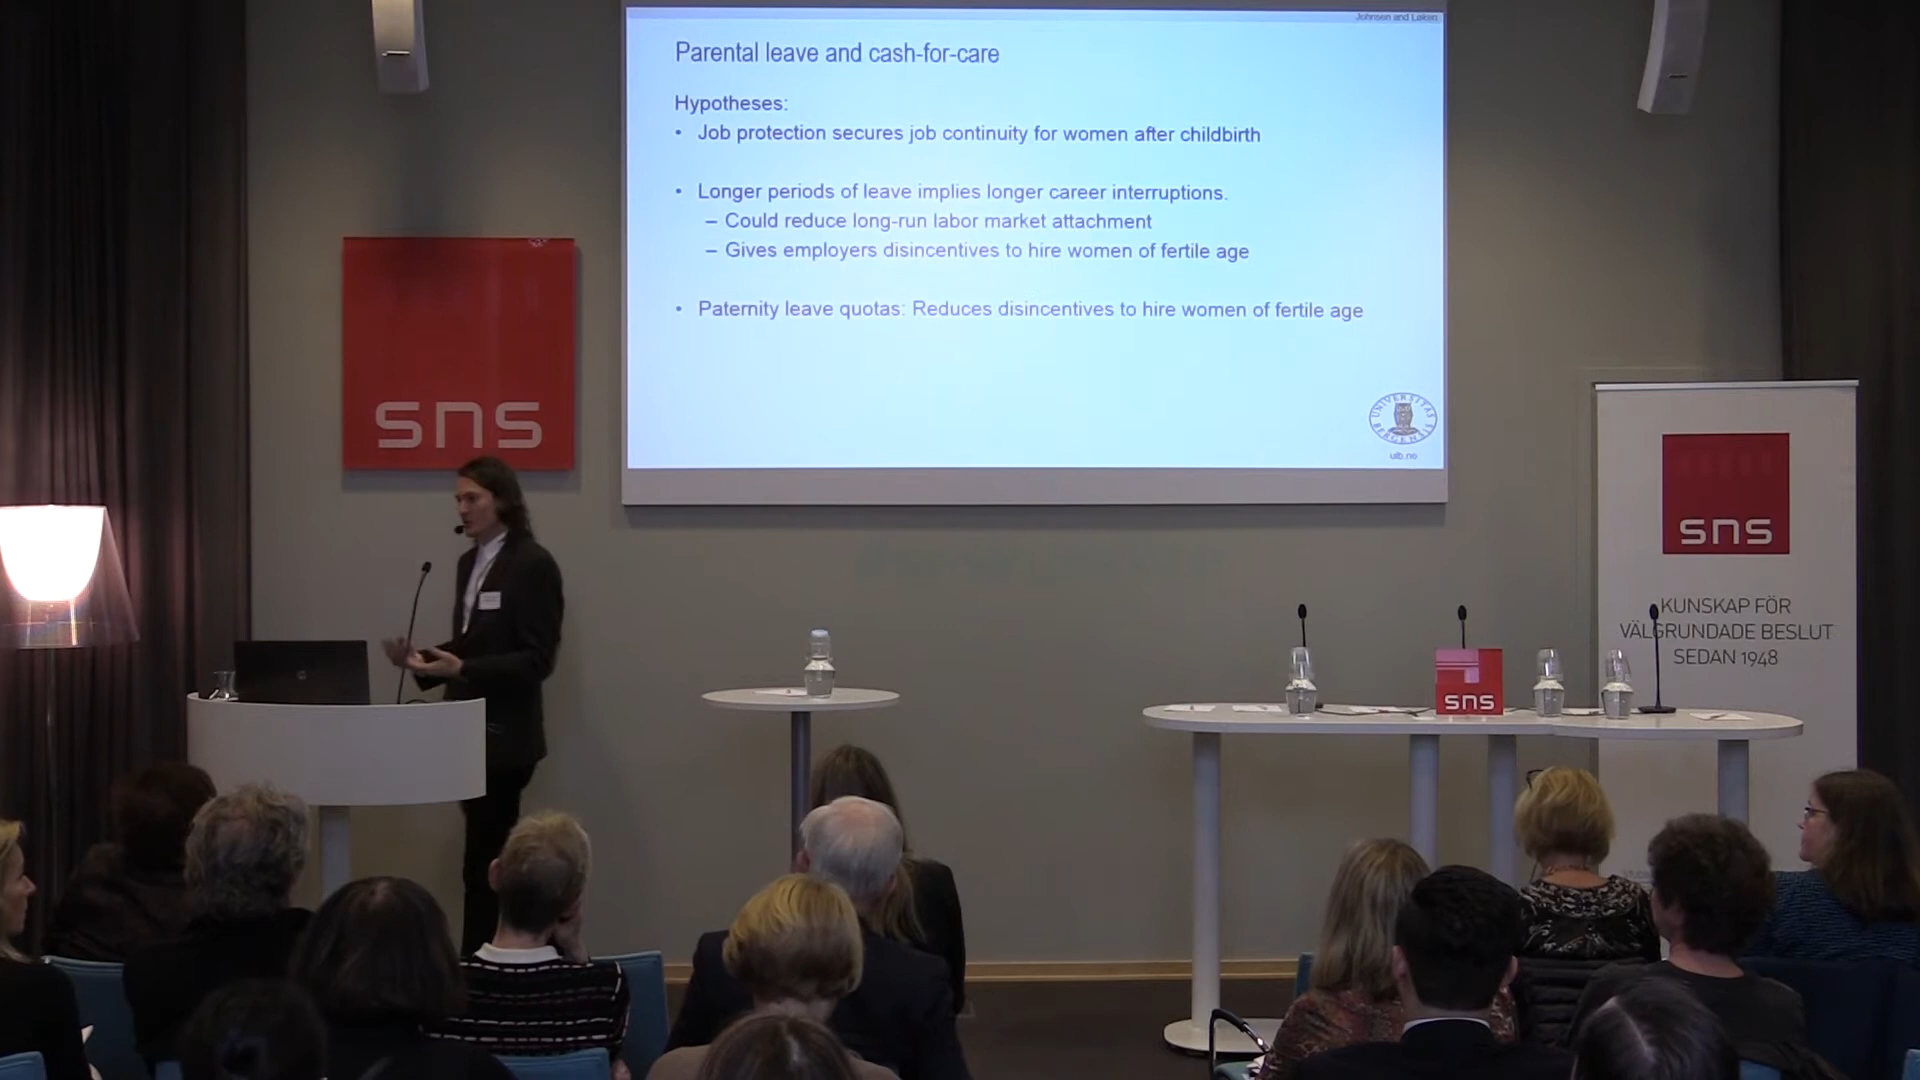 Johnsen and Løken
Parental leave and cash-for-care
Hypotheses:
• Job protection secures job continuity for women after childbirth
• Longer periods of leave implies longer career interruptions.
– Could reduce long-run labor market attachment
– Gives employers disincentives to hire women of fertile age
• Paternity leave quotas: Reduces disincentives to hire women of fertile age
UNIVERSITAS BERGENSIS
uib.no
sns
sns
KUNSKAP FÖR
VÄLGRUNDADE BESLUT
SEDAN 1948
sns